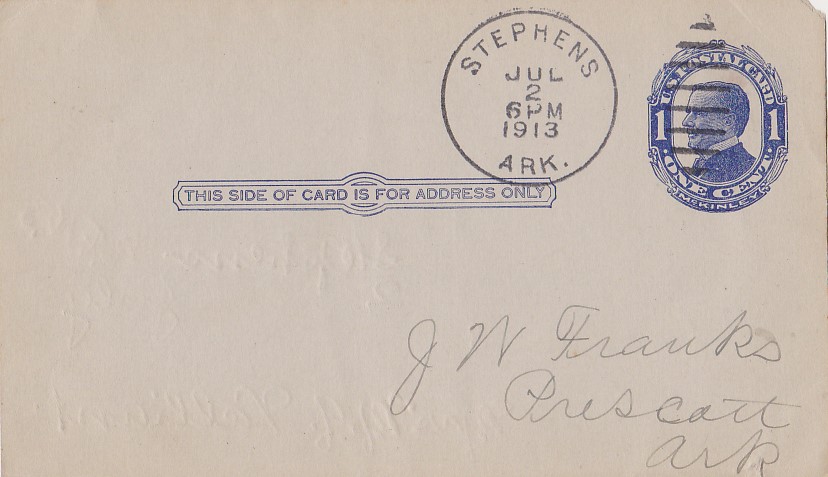 STEPHENS
JUL
2
6PM
1913
ARK.
U.S. POSTAL CARD
1 1
ONE CENT
McKINLEY
THIS SIDE OF CARD IS FOR ADDRESS ONLY
J W Franks
Prescott
Ark